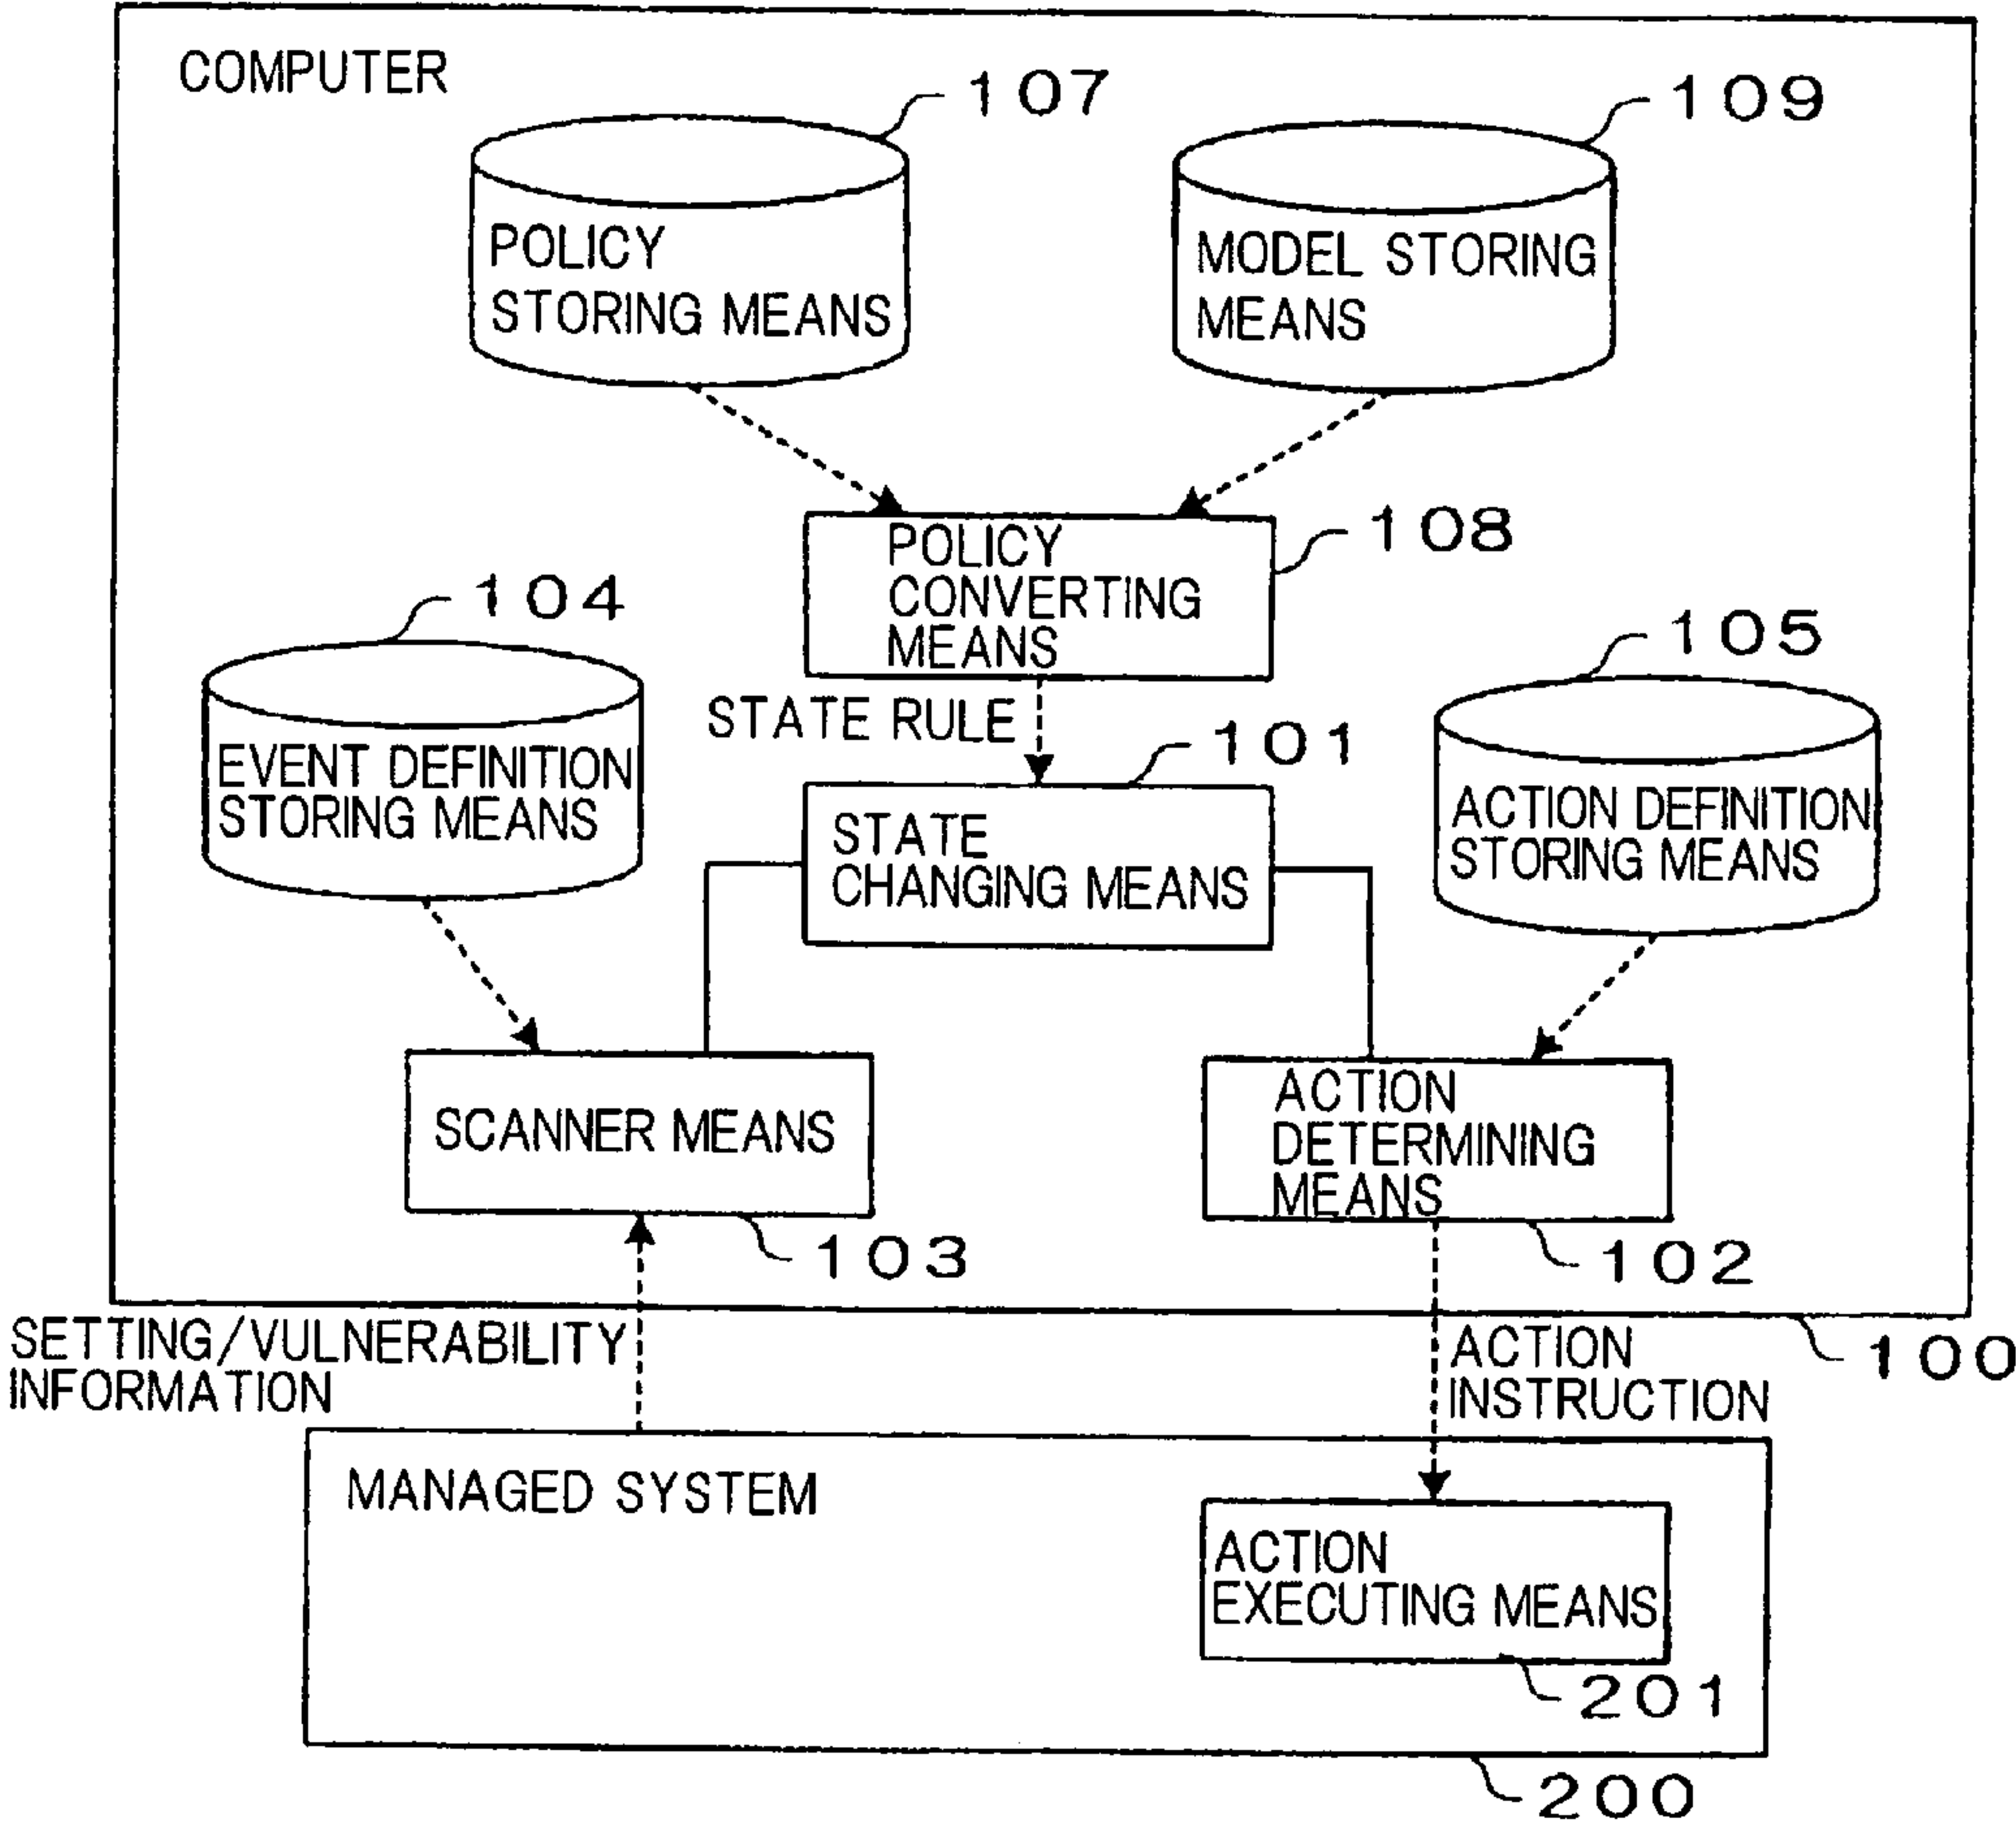 COMPUTER
107
109
POLICY
STORING MEANS
MODEL STORING
MEANS
108
POLICY
CONVERTING
MEANS
104
105
STATE RULE
101
EVENT DEFINITION
STORING MEANS
STATE
CHANGING MEANS
ACTION DEFINITION
STORING MEANS
SCANNER MEANS
ACTION
DETERMINING
MEANS
103
102
SETTING/VULNERABILITY
INFORMATION
ACTION
INSTRUCTION
100
MANAGED SYSTEM
ACTION
EXECUTING MEANS
201
200